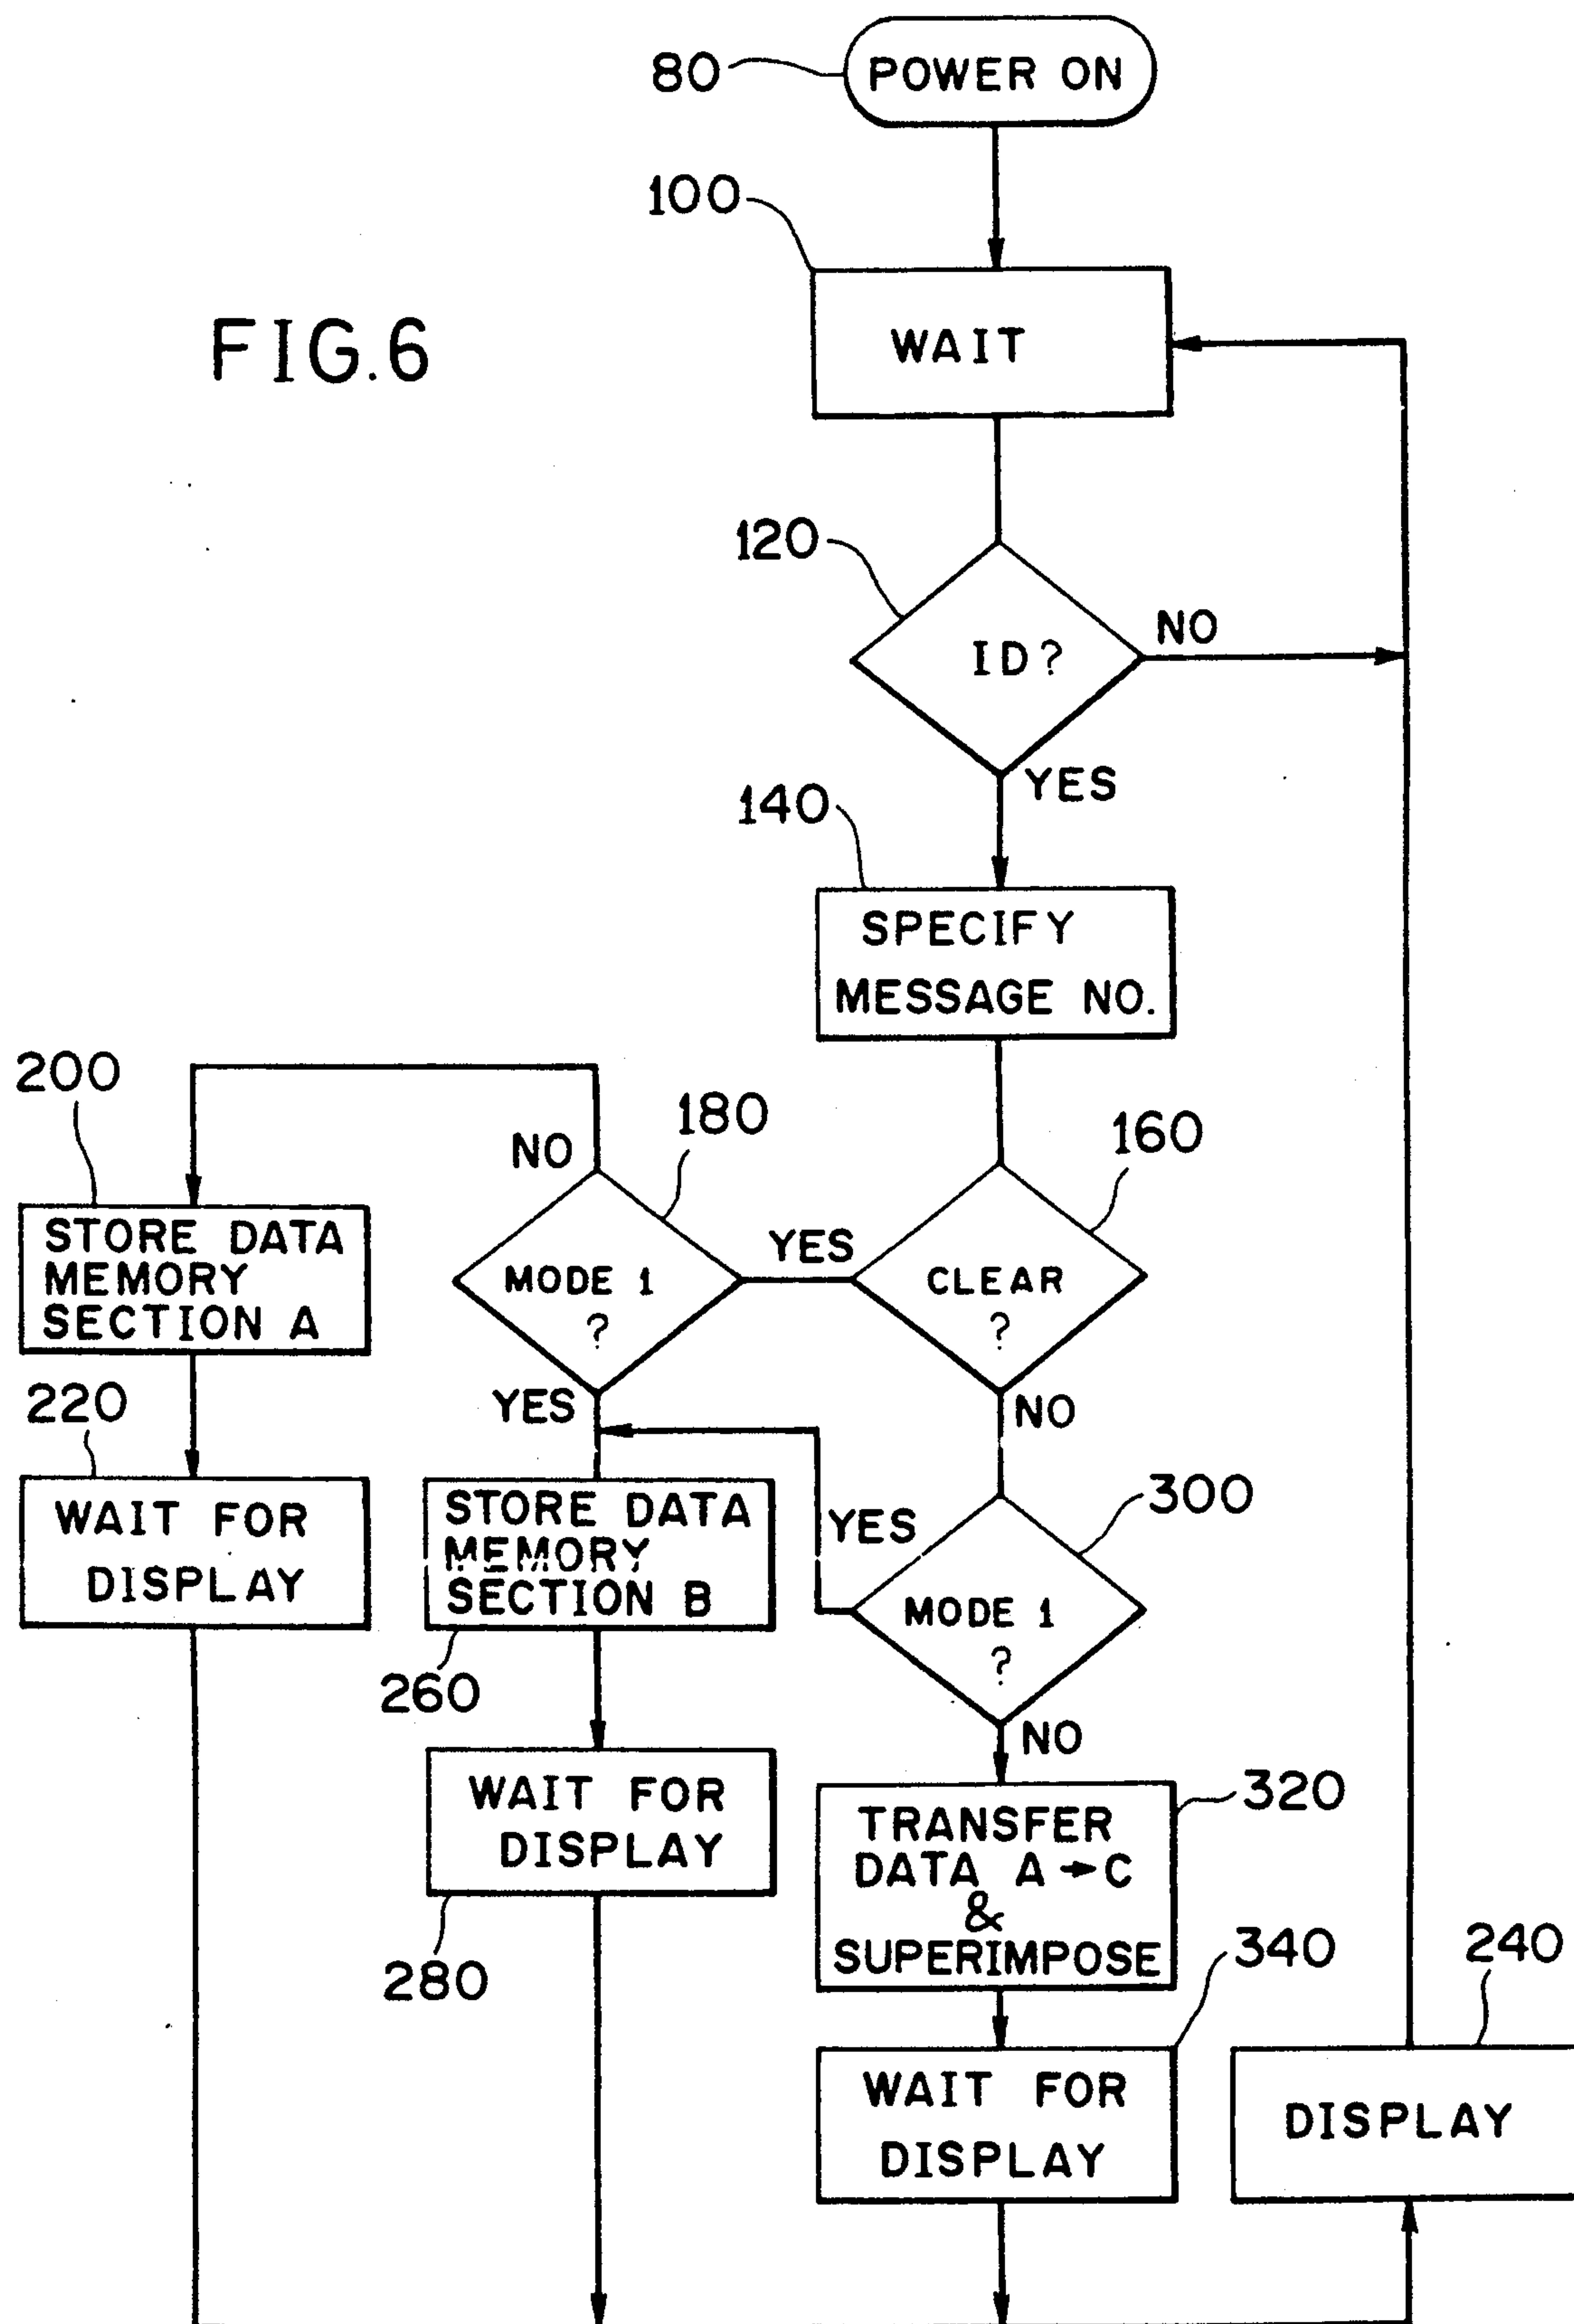 80
POWER ON
100
FIG.6
WAIT
120
ID?
NO
YES
140
SPECIFY
MESSAGE NO.
200
180
160
NO
STORE DATA
MEMORY
SECTION A
MODE 1
?
YES
CLEAR
?
220
YES
NO
WAIT FOR
DISPLAY
STORE DATA
MEMORY
SECTION B
YES
300
MODE 1
?
260
NO
WAIT FOR
DISPLAY
280
320
TRANSFER
DATA A→C
&
SUPERIMPOSE
340
240
WAIT FOR
DISPLAY
DISPLAY